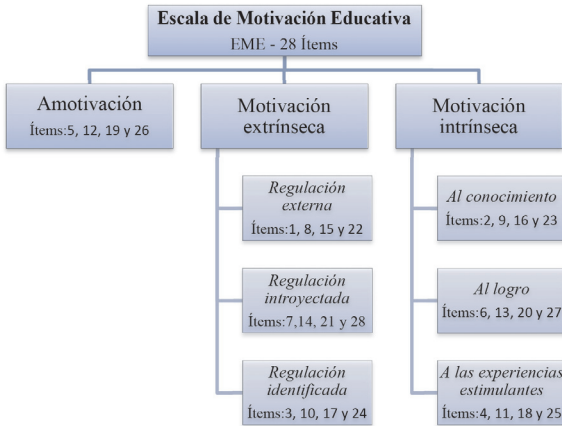 Escala de Motivación Educativa
EME - 28 Ítems
Amotivación
Ítems:5, 12, 19 y 26
Motivación
extrínseca
Regulación
externa
Ítems:1, 8, 15 y 22
Regulación
introyectada
Ítems:7,14, 21 y 28
Regulación
identificada
Ítems:3, 10, 17 y 24
Motivación
intrínseca
Al conocimiento
Ítems:2, 9, 16 y 23
Al logro
Ítems:6, 13, 20 y 27
A las experiencias
estimulantes
Ítems:4, 11, 18 y 25